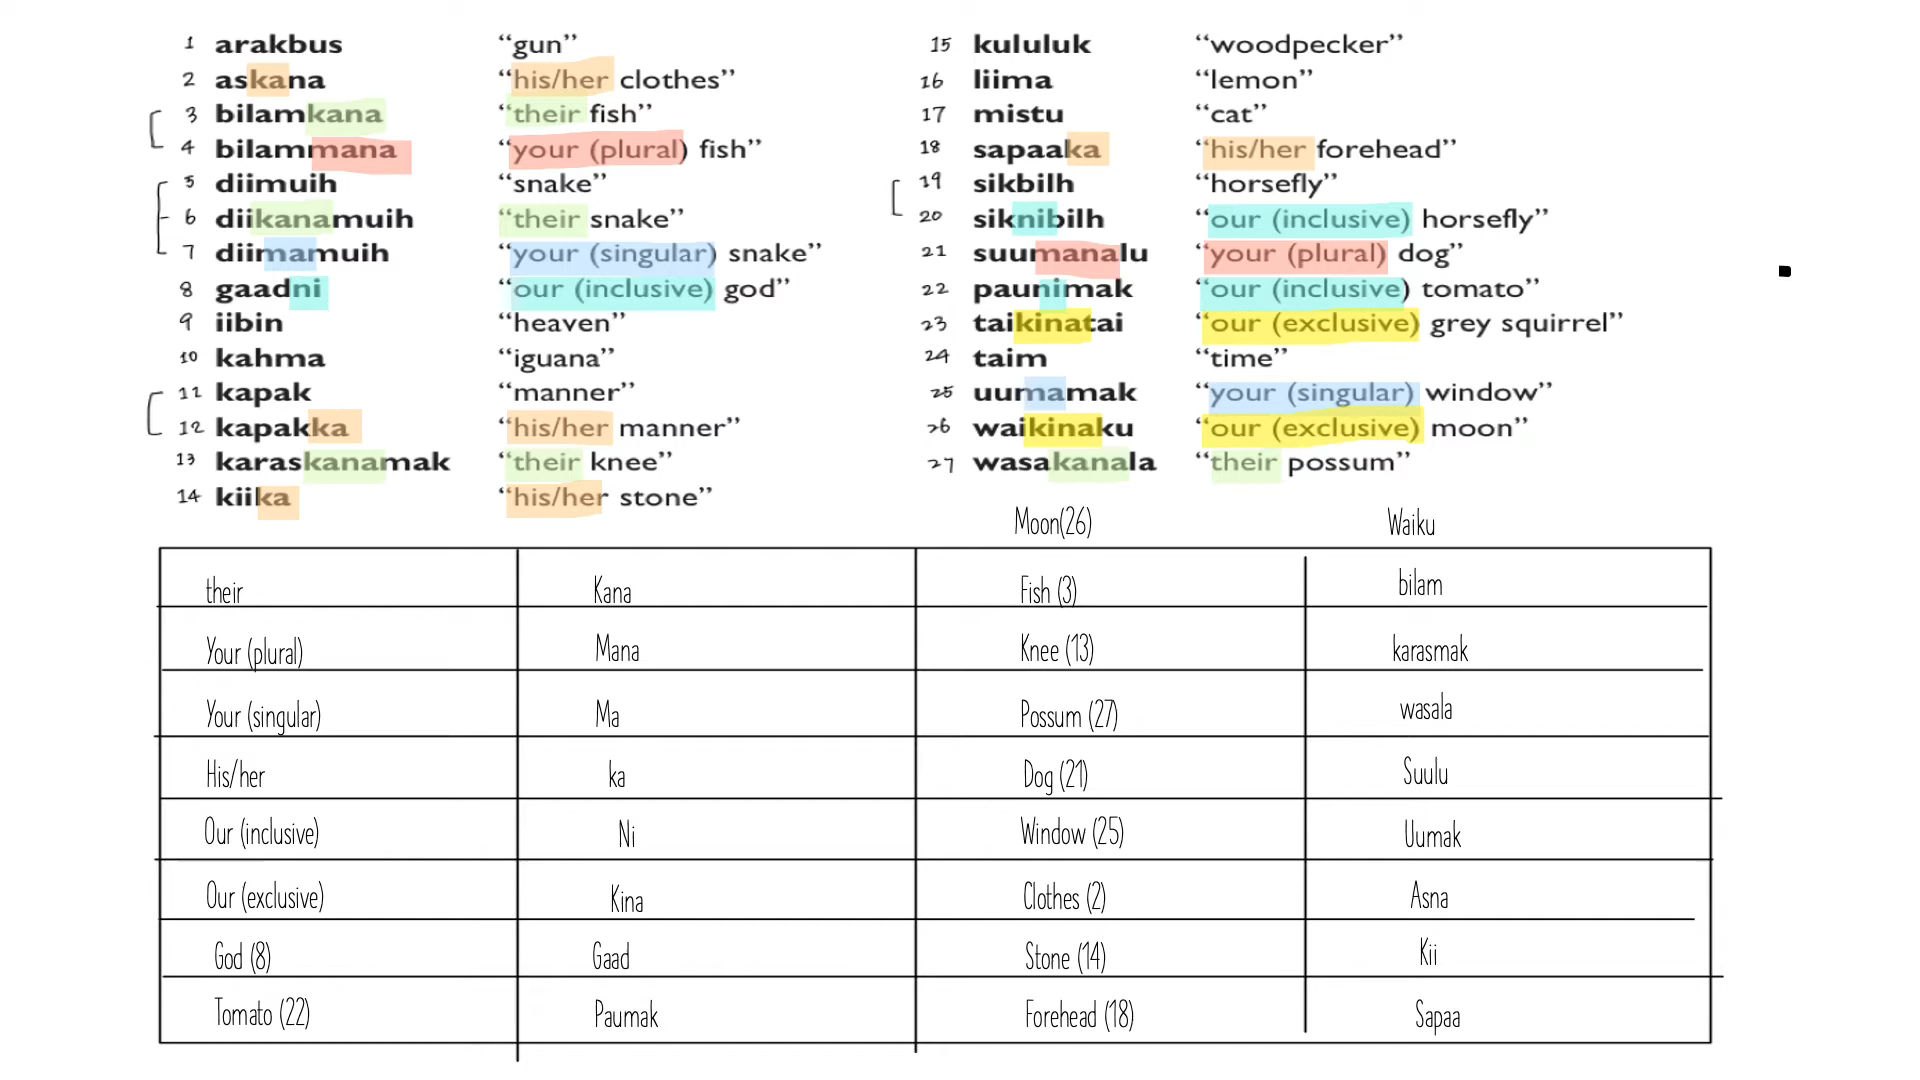 1 arakbus “gun”
2 askana “his/her clothes”
3 bilamkana “their fish”
4 bilammana “your (plural) fish”
5 diimuih “snake”
6 diikanamuih “their snake”
7 diimamuih “your (singular) snake”
8 gaadni “our (inclusive) god”
9 iibin “heaven”
10 kahma “iguana”
11 kapak “manner”
12 kapakka “his/her manner”
13 karaskanamak “their knee”
14 kiika “his/her stone”
15 kululuk “woodpecker”
16 liima “lemon”
17 mistu “cat”
18 sapaaka “his/her forehead”
19 sikbilh “horsefly”
20 siknibilh “our (inclusive) horsefly”
21 suumanalu “your (plural) dog”
22 paunimak “our (inclusive) tomato”
23 taikinatai “our (exclusive) grey squirrel”
24 taim “time”
25 uumamak “your (singular) window”
26 waikinaku “our (exclusive) moon”
27 wasakanala “their possum”
Moon(26) Waiku
their Kana Fish (3) bilam
Your (plural) Mana Knee (13) karasmak
Your (singular) Ma Possum (27) wasala
His/her ka Dog (21) Suulu
Our (inclusive) Ni Window (25) Uumak
Our (exclusive) Kina Clothes (2) Asna
God (8) Gaad Stone (14) Kii
Tomato (22) Paumak Forehead (18) Sapaa